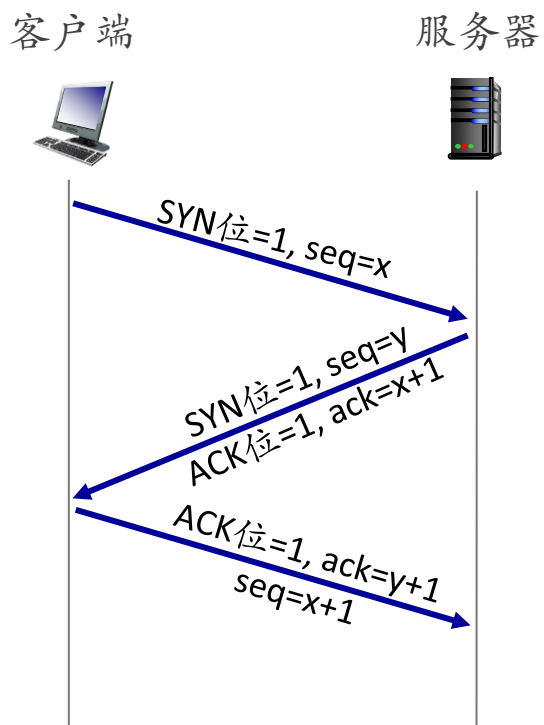 客户端
服务器
SYN位=1, seq=x
SYN位=1, seq=y
ACK位=1, ack=x+1
ACK位=1, ack=y+1
seq=x+1